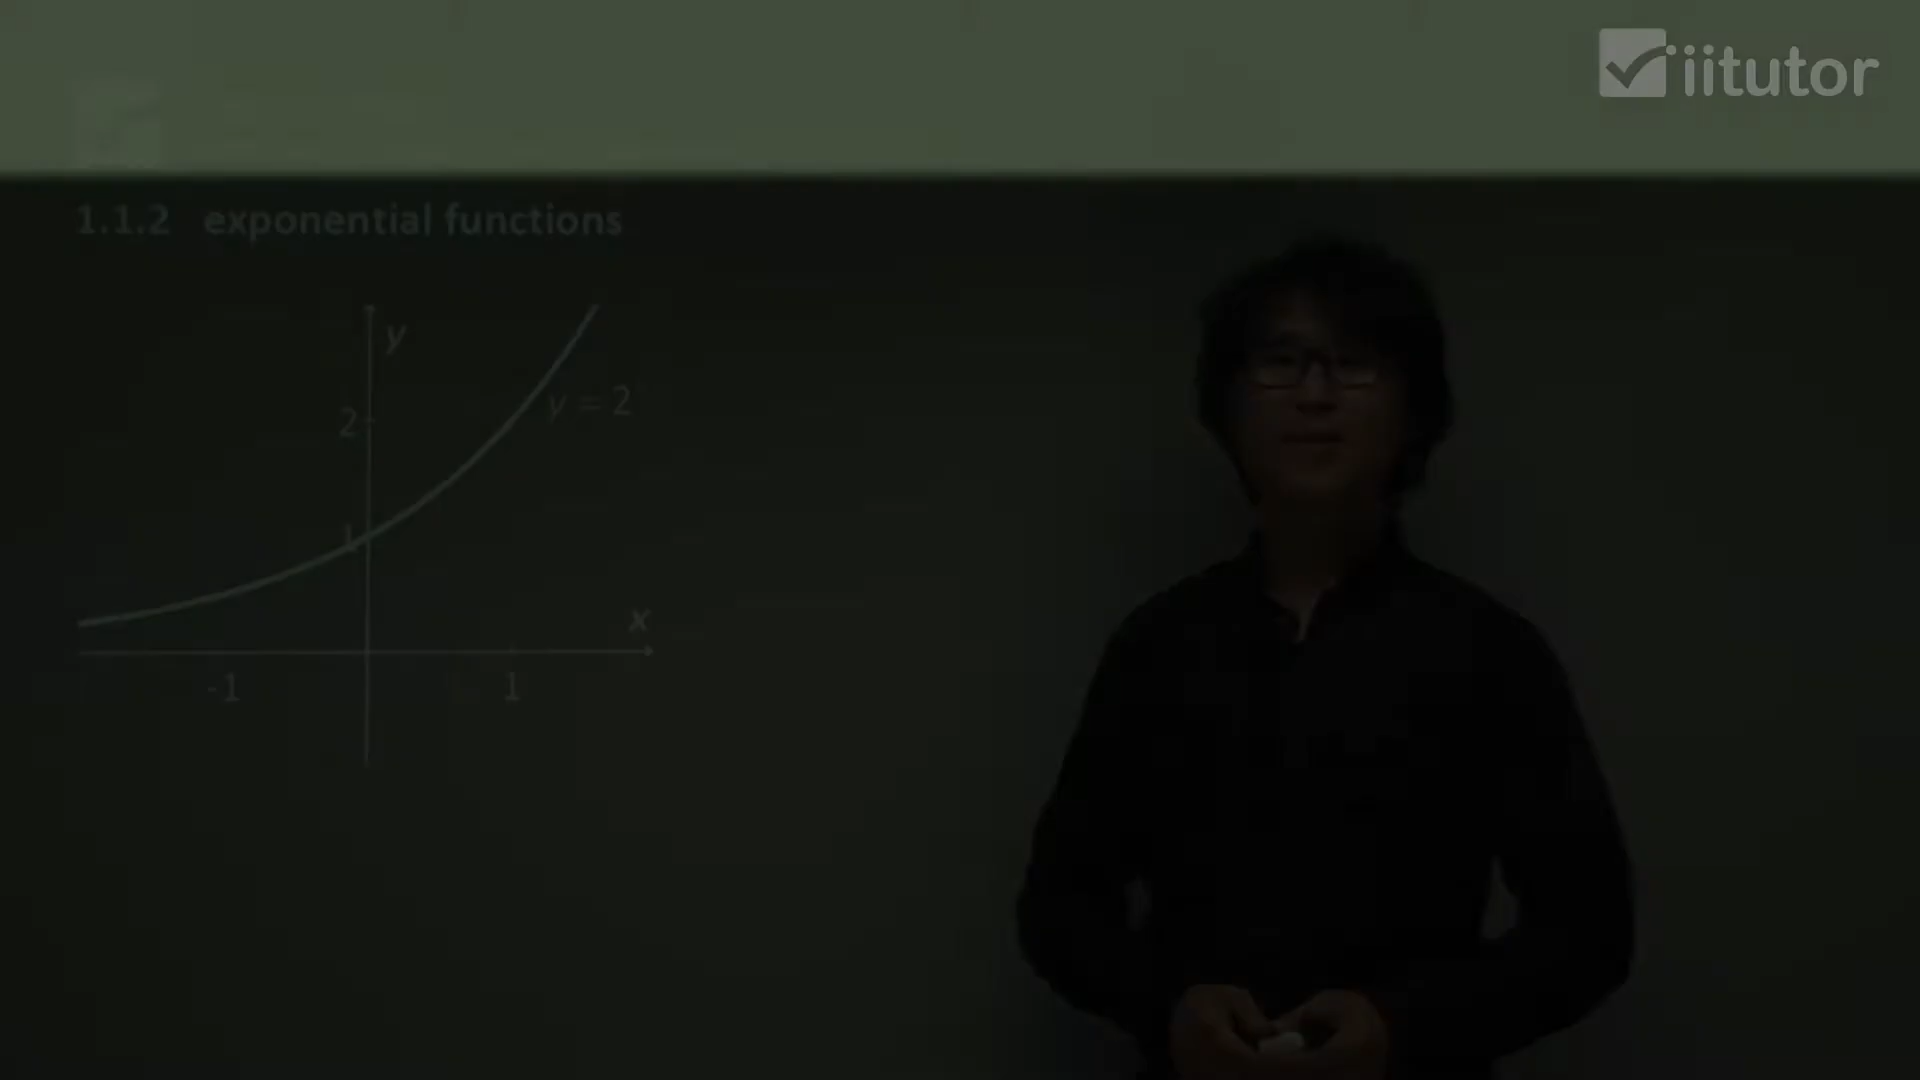 iitutor
1.1.2 exponential functions
y
y = 2
2
1
x
-1
1